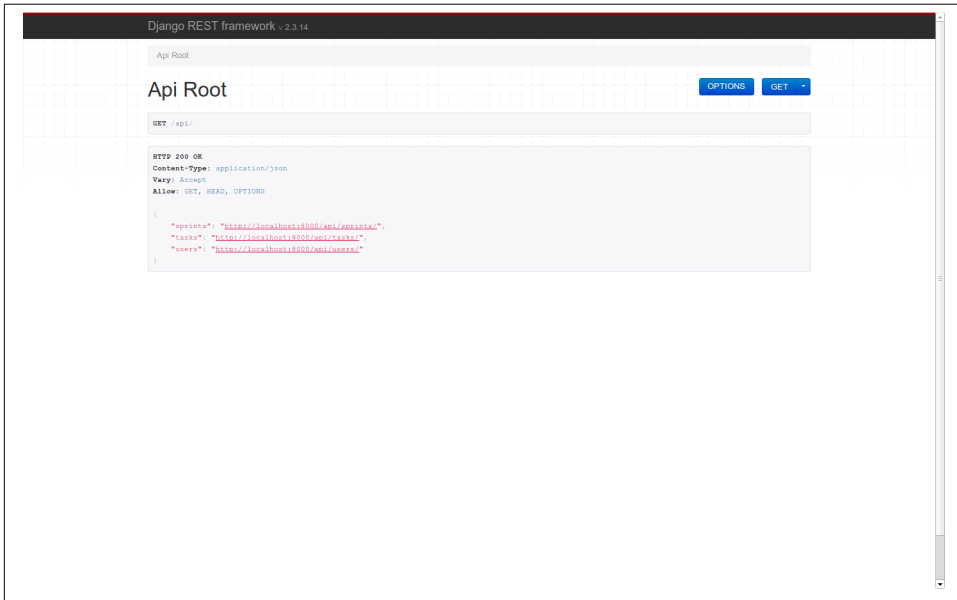 Django REST framework v 2.3.14
Api Root
Api Root
OPTIONS
GET
GET /api/
HTTP 200 OK
Content-Type: application/json
Vary: Accept
Allow: GET, HEAD, OPTIONS
{
"sprints": "http://localhost:8000/api/sprints/",
"tasks": "http://localhost:8000/api/tasks/",
"users": "http://localhost:8000/api/users/"
}